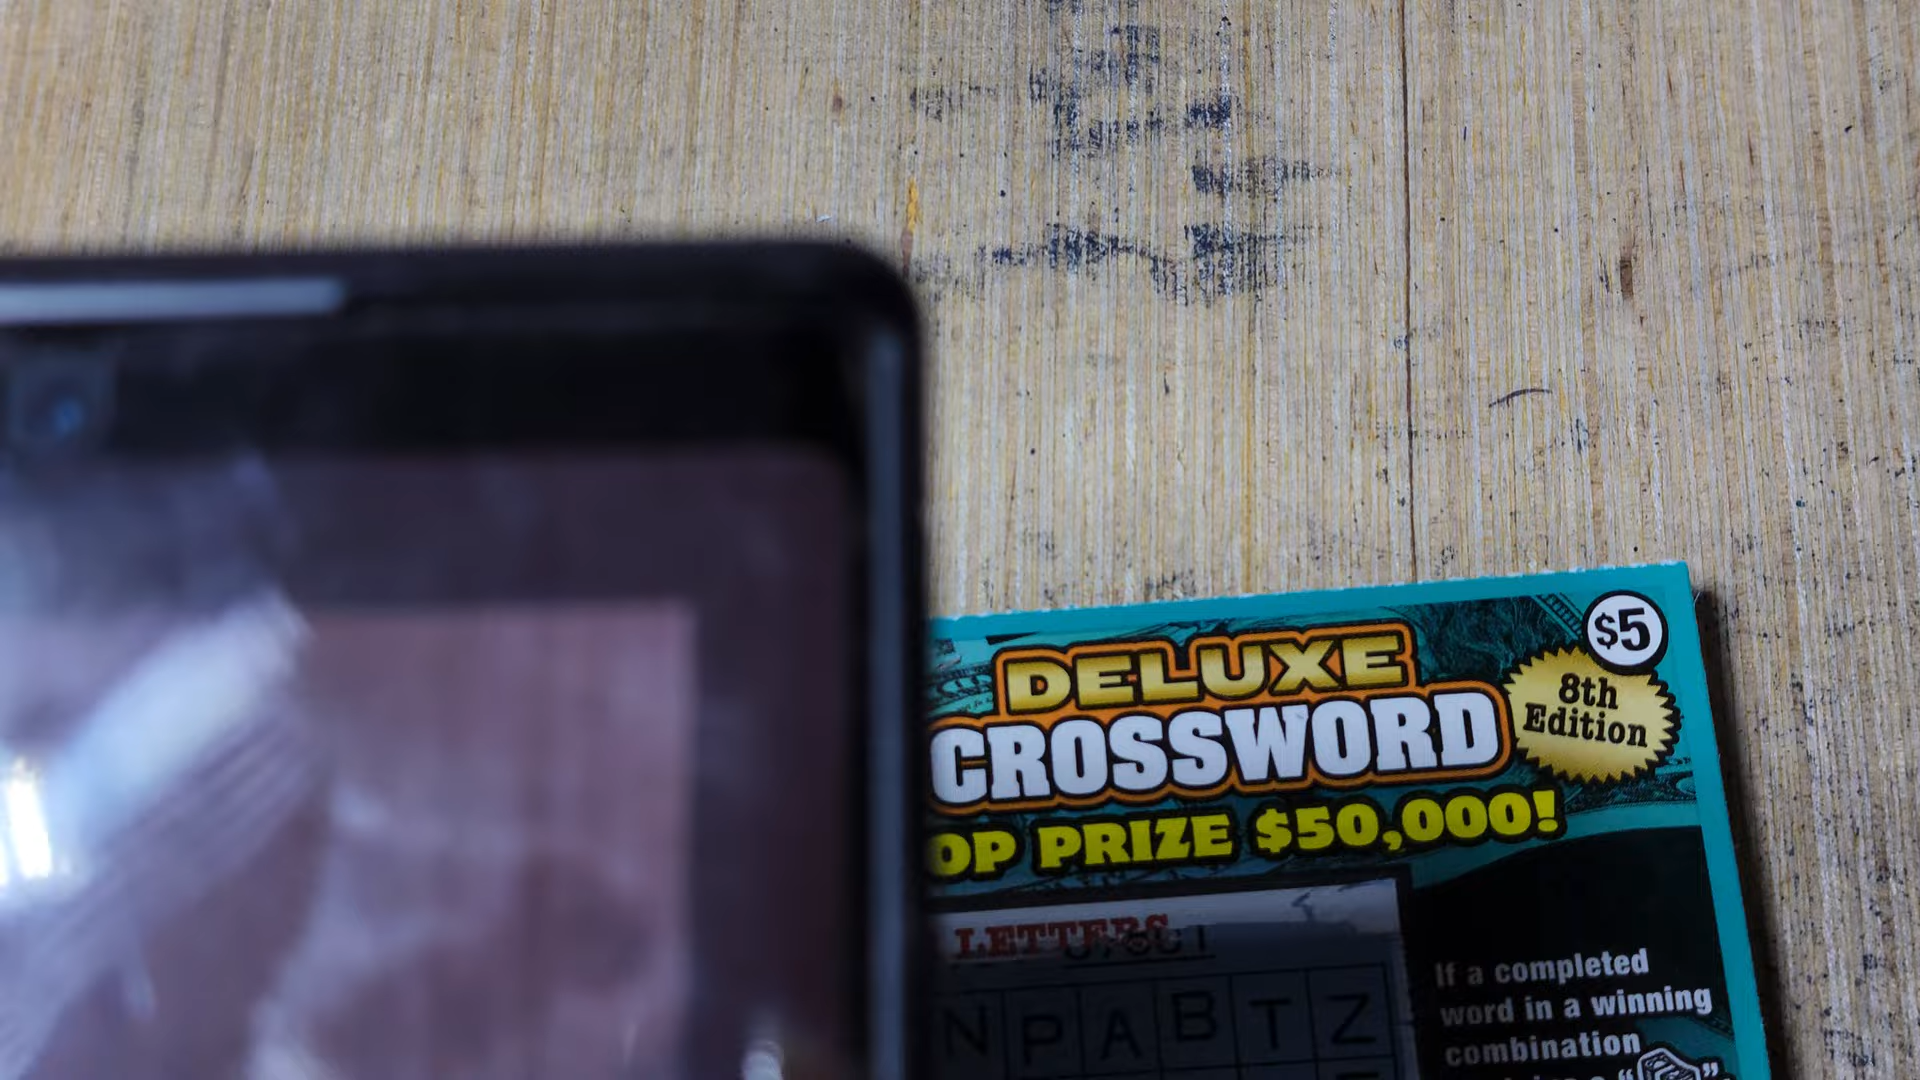 $5
DELUXE
8th
Edition
CROSSWORD
OP PRIZE $50,000!
LETTERS
N P A B T Z
If a completed
word in a winning
combination